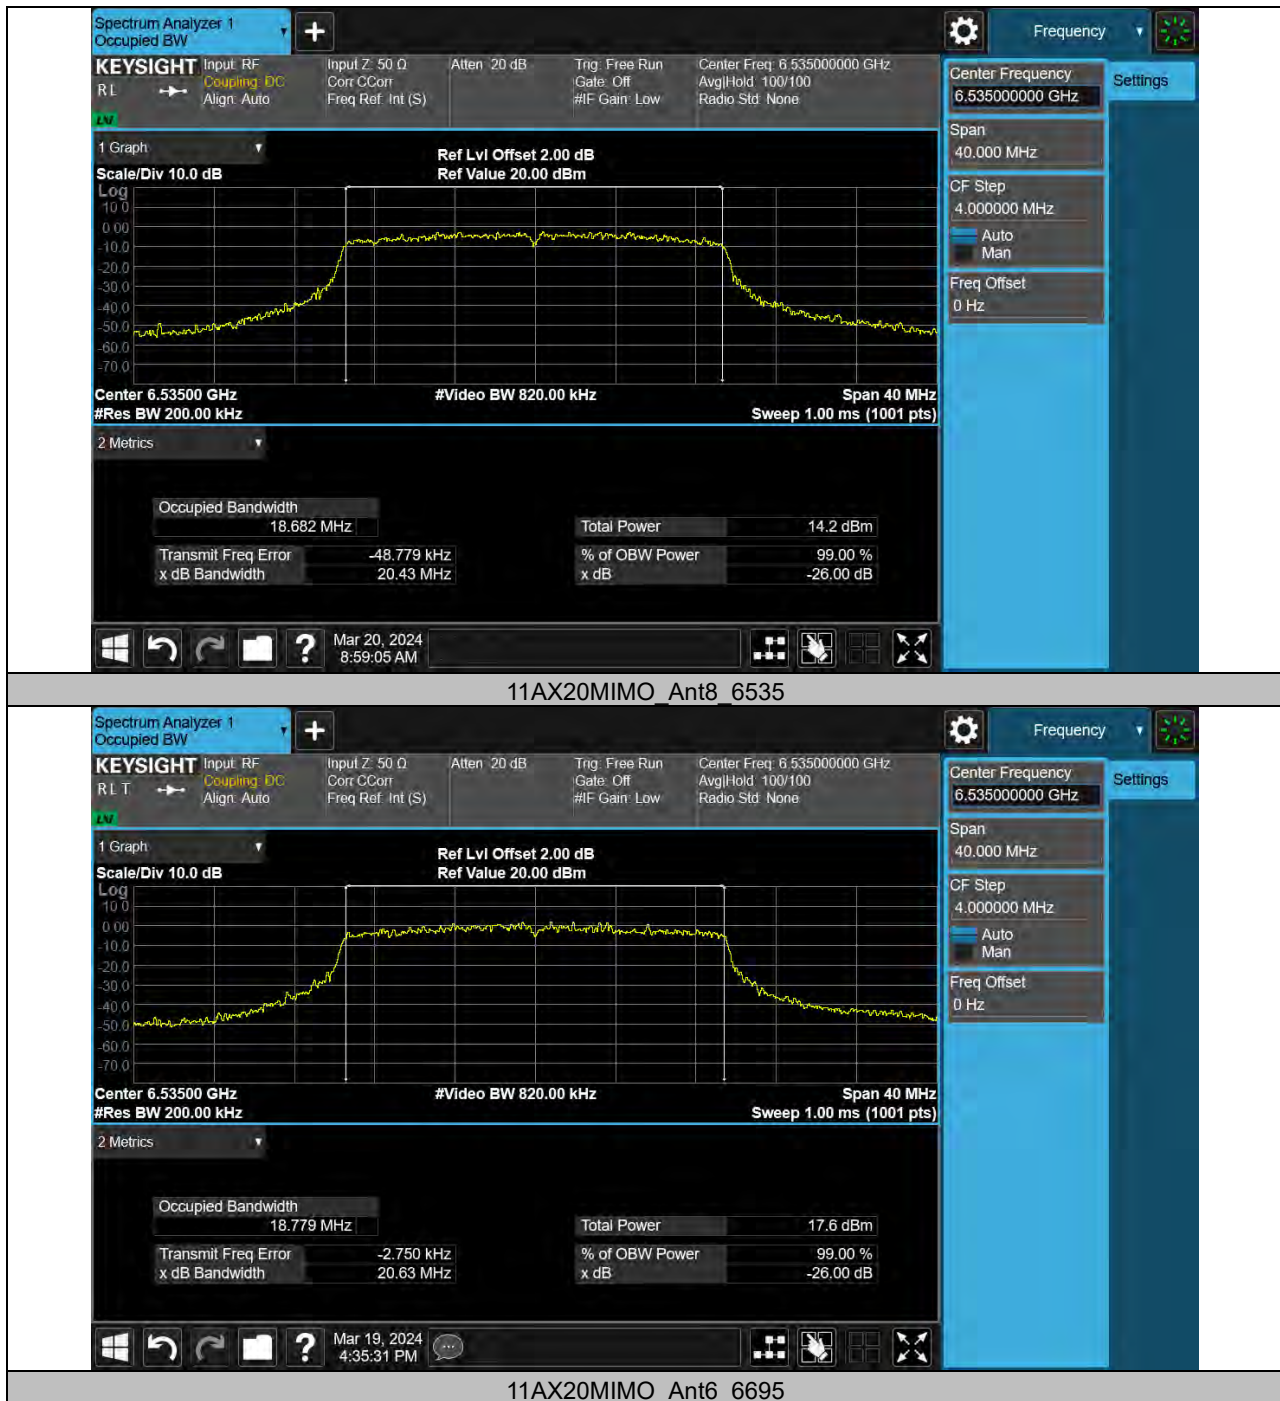 Spectrum Analyzer 1
Occupied BW
Frequency
KEYSIGHT Input: RF Input Z: 50 Ω Atten: 20 dB Trig: Free Run Center Freq: 6.535000000 GHz
RL Coupling: DC Corr CCorr Gate: Off Avg|Hold: 100/100
Align: Auto Freq Ref: Int (S) #IF Gain: Low Radio Std: None
Center Frequency
6.535000000 GHz
Settings
Span
40.000 MHz
CF Step
4.000000 MHz
Auto
Man
Freq Offset
0 Hz
1 Graph
Ref Lvl Offset 2.00 dB
Scale/Div 10.0 dB Ref Value 20.00 dBm
Log
10.0
0.00
-10.0
-20.0
-30.0
-40.0
-50.0
-60.0
-70.0
Center 6.53500 GHz #Video BW 820.00 kHz Span 40 MHz
#Res BW 200.00 kHz Sweep 1.00 ms (1001 pts)
2 Metrics
Occupied Bandwidth
18.682 MHz Total Power 14.2 dBm
Transmit Freq Error -48.779 kHz % of OBW Power 99.00 %
x dB Bandwidth 20.43 MHz x dB -26.00 dB
?
Mar 20, 2024
8:59:05 AM
11AX20MIMO_Ant8_6535
Spectrum Analyzer 1
Occupied BW
Frequency
KEYSIGHT Input: RF Input Z: 50 Ω Atten: 20 dB Trig: Free Run Center Freq: 6.535000000 GHz
RLT Coupling: DC Corr CCorr Gate: Off Avg|Hold: 100/100
Align: Auto Freq Ref: Int (S) #IF Gain: Low Radio Std: None
Center Frequency
6.535000000 GHz
Settings
Span
40.000 MHz
CF Step
4.000000 MHz
Auto
Man
Freq Offset
0 Hz
1 Graph
Ref Lvl Offset 2.00 dB
Scale/Div 10.0 dB Ref Value 20.00 dBm
Log
10.0
0.00
-10.0
-20.0
-30.0
-40.0
-50.0
-60.0
-70.0
Center 6.53500 GHz #Video BW 820.00 kHz Span 40 MHz
#Res BW 200.00 kHz Sweep 1.00 ms (1001 pts)
2 Metrics
Occupied Bandwidth
18.779 MHz Total Power 17.6 dBm
Transmit Freq Error -2.750 kHz % of OBW Power 99.00 %
x dB Bandwidth 20.63 MHz x dB -26.00 dB
?
Mar 19, 2024
4:35:31 PM
11AX20MIMO_Ant6_6695